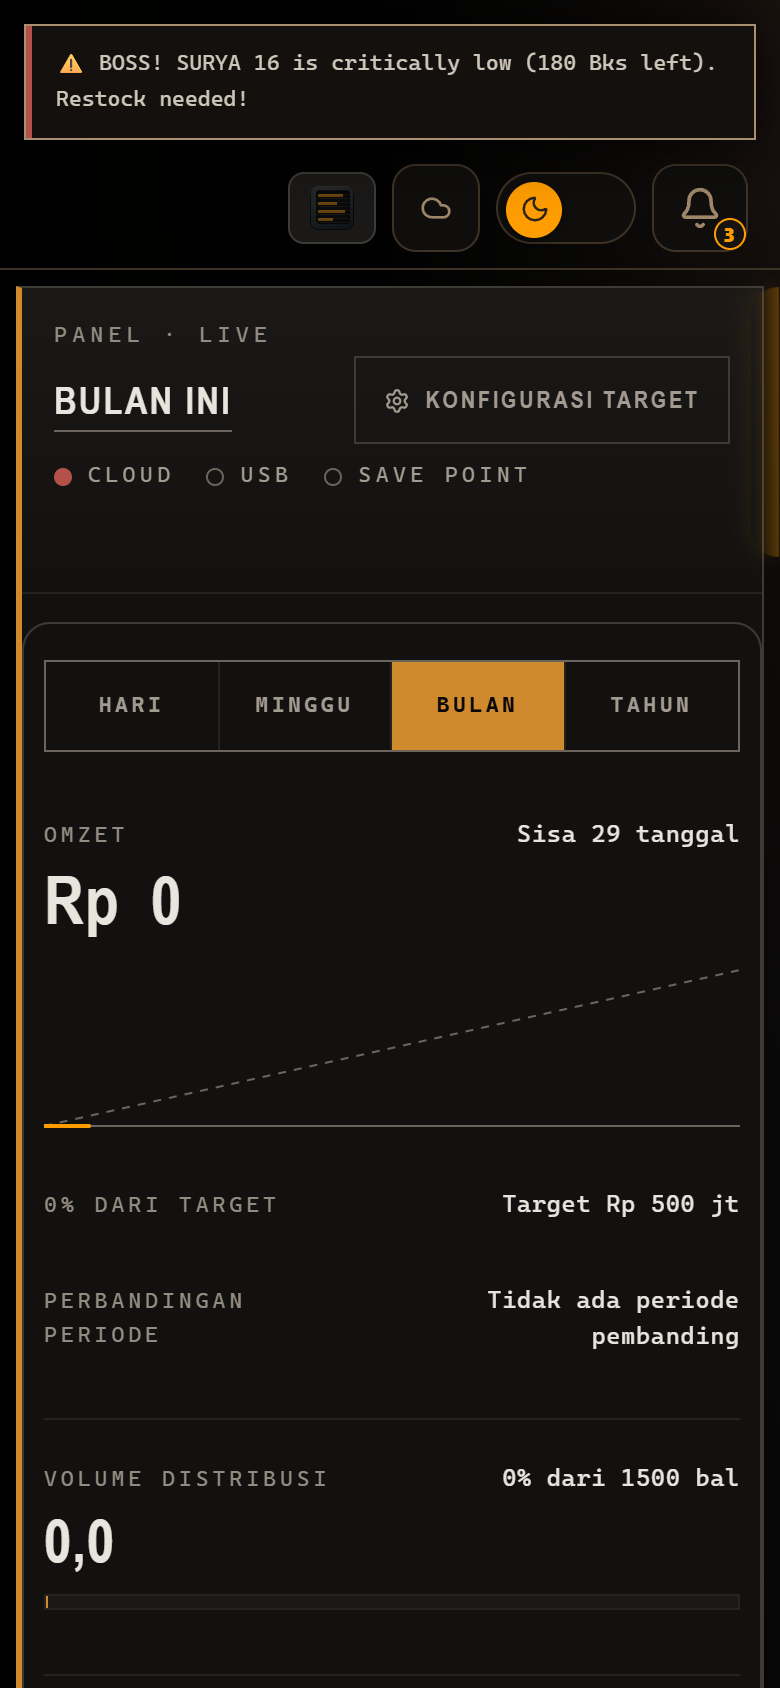 ⚠️ BOSS! SURYA 16 is critically low (180 Bks left).
Restock needed!
3
PANEL · LIVE
BULAN INI
KONFIGURASI TARGET
CLOUD USB SAVE POINT
HARI MINGGU BULAN TAHUN
OMZET Sisa 29 tanggal
Rp 0
0% DARI TARGET Target Rp 500 jt
PERBANDINGAN Tidak ada periode
PERIODE pembanding
VOLUME DISTRIBUSI 0% dari 1500 bal
0,0